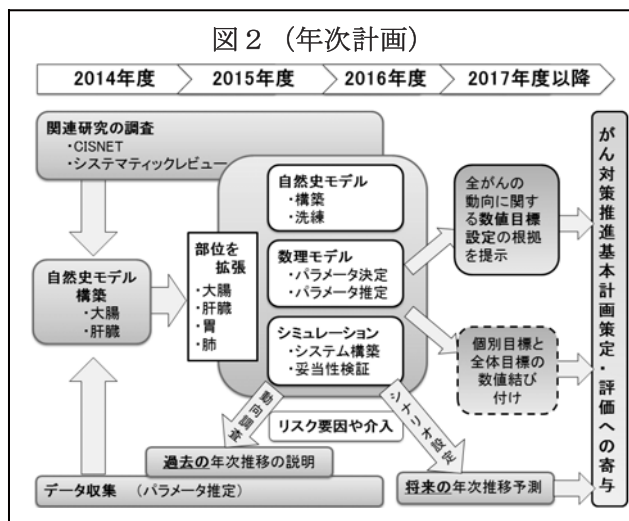 図２（年次計画）
2014年度
2015年度
2016年度
2017年度以降
関連研究の調査
・CISNET
・システマティックレビュー
自然史モデル
構築
・大腸
・肝臓
部位を
拡張
・大腸
・肝臓
・胃
・肺
自然史モデル
・構築
・洗練
数理モデル
・パラメータ決定
・パラメータ推定
シミュレーション
・システム構築
・妥当性検証
全がんの
動向に関す
る数値目標
設定の根拠
を提示
個別目標と
全体目標の
数値結び
付け
がん対策推進基本計画策定・評価への寄与
動向調査
リスク要因や介入
シナリオ設定
過去の年次推移の説明
データ収集　（パラメータ推定）
将来の年次推移予測